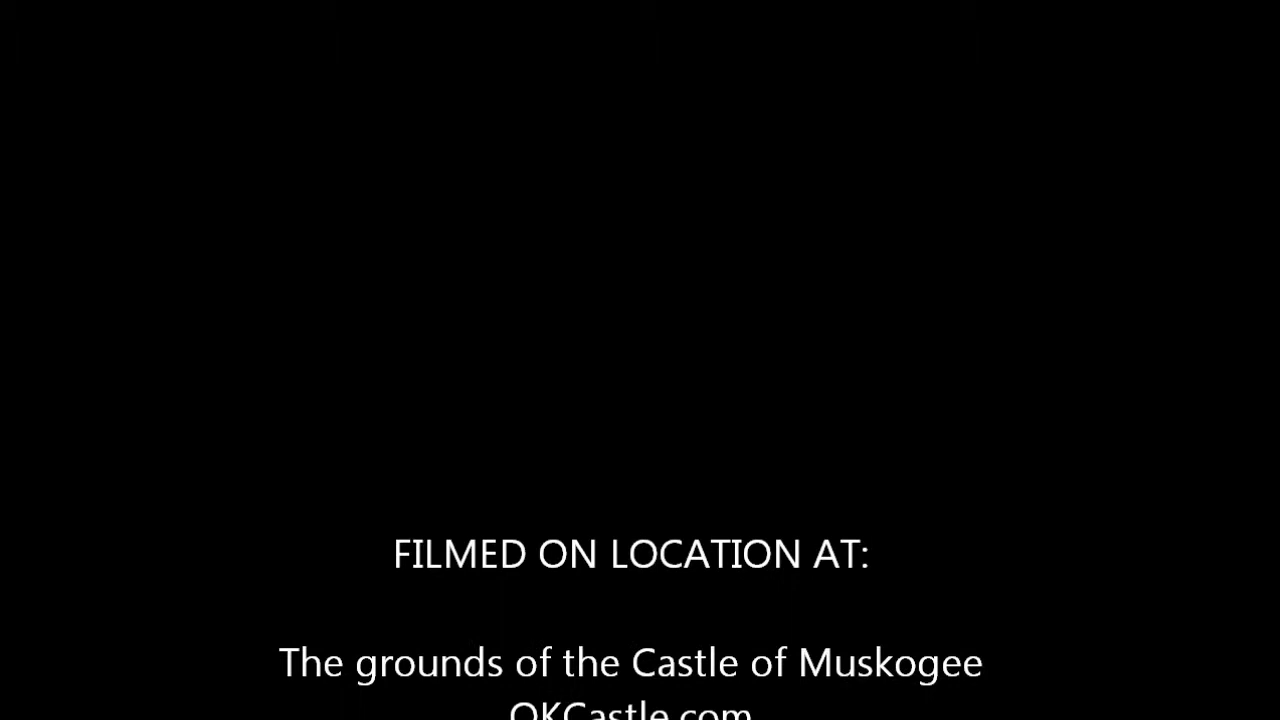 FILMED ON LOCATION AT:
The grounds of the Castle of Muskogee
OKCastle.com